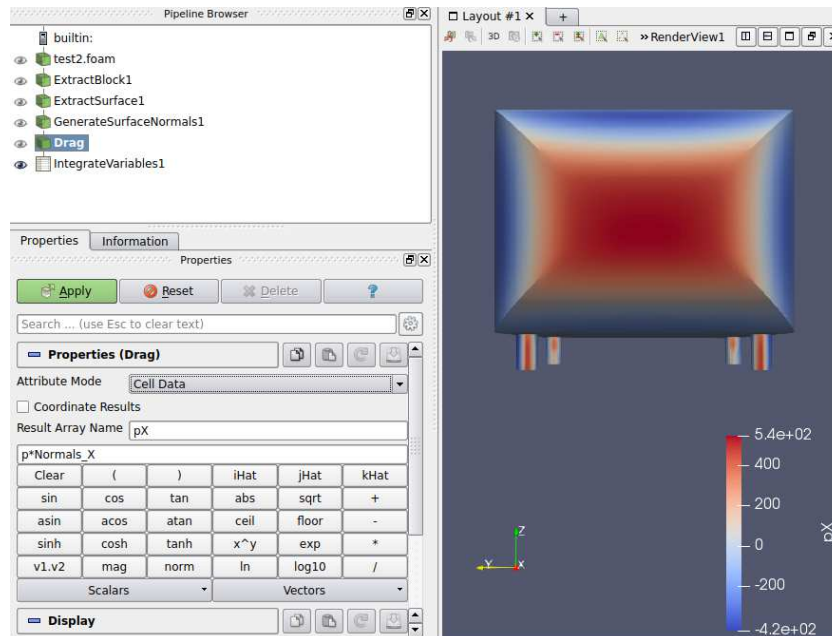 Pipeline Browser
builtin:
test2.foam
ExtractBlock1
ExtractSurface1
GenerateSurfaceNormals1
Drag
IntegrateVariables1
Properties Information
Properties
Apply Reset Delete ?
Search ... (use Esc to clear text)
Properties (Drag)
Attribute Mode Cell Data
Coordinate Results
Result Array Name pX
p*Normals_X
Clear ( ) iHat jHat kHat
sin cos tan abs sqrt +
asin acos atan ceil floor -
sinh cosh tanh x^y exp *
v1.v2 mag norm ln log10 /
Scalars Vectors
Display
Layout #1 +
3D » RenderView1
5.4e+02
400
200
0
-200
-4.2e+02
pX
Z
Y
X